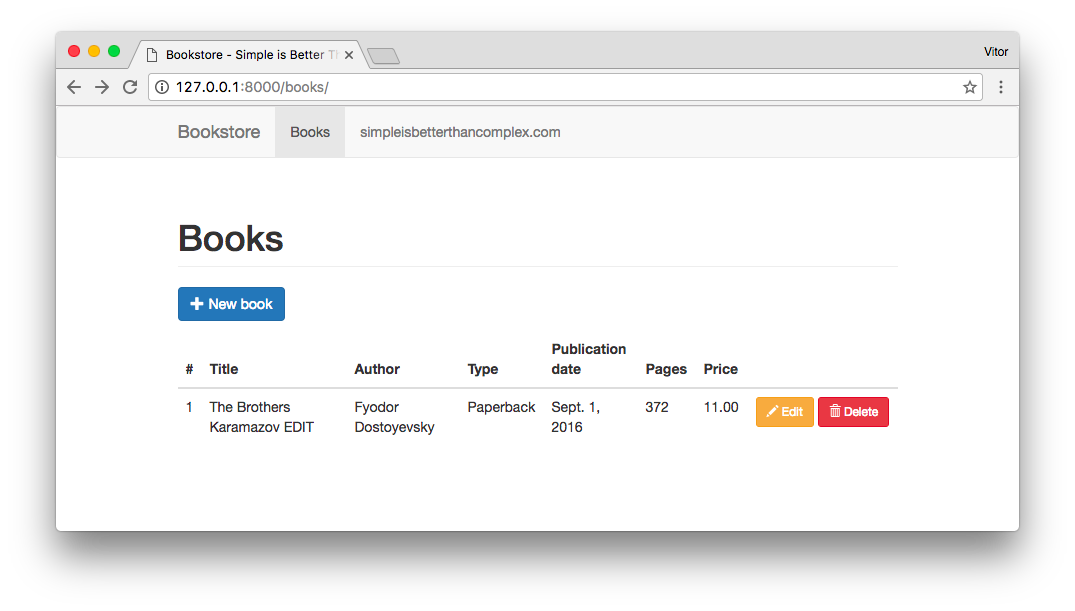 Bookstore - Simple is Better Th
Vitor
127.0.0.1:8000/books/
Bookstore Books simpleisbetterthancomplex.com
Books
New book
# Title Author Type Publication date Pages Price
1 The Brothers Karamazov EDIT Fyodor Dostoyevsky Paperback Sept. 1, 2016 372 11.00 Edit Delete